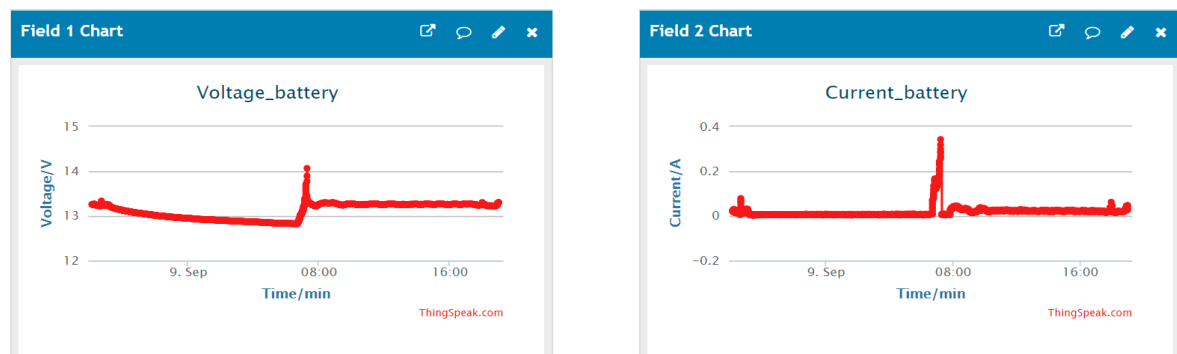 Field 1 Chart
Voltage_battery
Voltage/V
15
14
13
12
9. Sep
08:00
16:00
Time/min
ThingSpeak.com
Field 2 Chart
Current_battery
Current/A
0.4
0.2
0
-0.2
9. Sep
08:00
16:00
Time/min
ThingSpeak.com